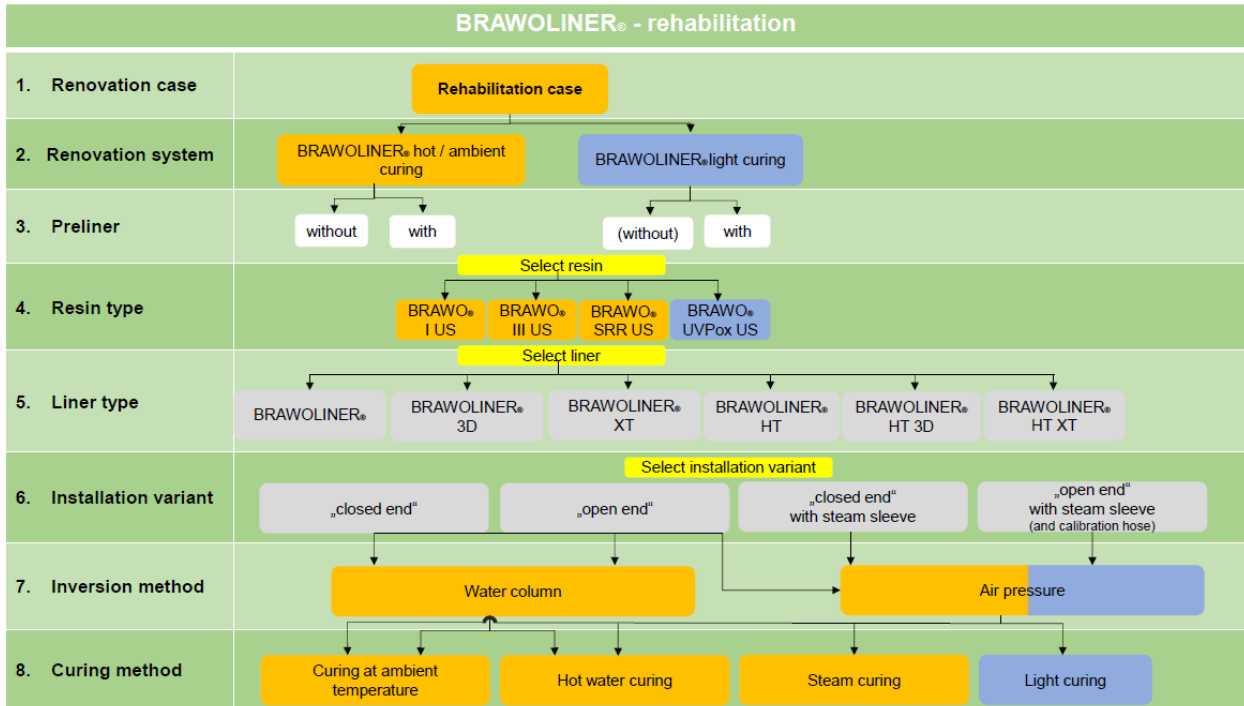 BRAWOLINER® - rehabilitation
1. Renovation case
Rehabilitation case
2. Renovation system
BRAWOLINER® hot / ambient
curing
BRAWOLINER® light curing
3. Preliner
without
with
(without)
with
Select resin
4. Resin type
BRAWO®
I US
BRAWO®
III US
BRAWO®
SRR US
BRAWO®
UVPox US
Select liner
5. Liner type
BRAWOLINER®
BRAWOLINER®
3D
BRAWOLINER®
XT
BRAWOLINER®
HT
BRAWOLINER®
HT 3D
BRAWOLINER®
HT XT
Select installation variant
6. Installation variant
„closed end“
„open end“
„closed end“
with steam sleeve
„open end“
with steam sleeve
(and calibration hose)
7. Inversion method
Water column
Air pressure
8. Curing method
Curing at ambient
temperature
Hot water curing
Steam curing
Light curing